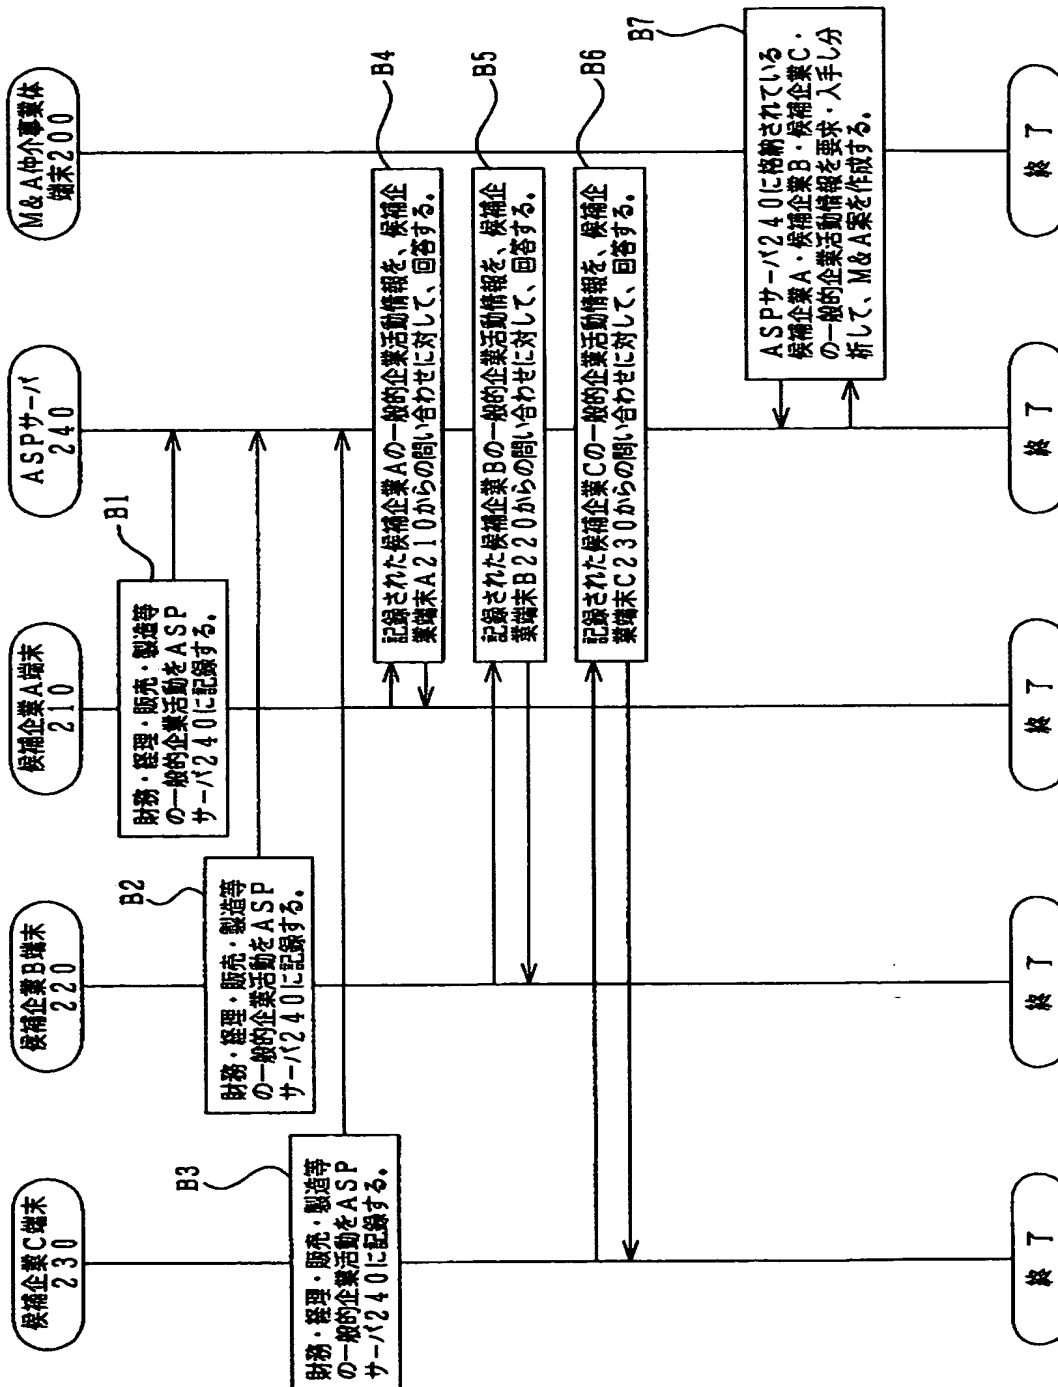 候補企業C端末
230
候補企業B端末
220
候補企業A端末
210
ASPサーバ
240
M&A仲介事業体
端末200
B1
財務・経理・販売・製造等
の一般的企業活動をASP
サーバ240に記録する。
B2
財務・経理・販売・製造等
の一般的企業活動をASP
サーバ240に記録する。
B3
財務・経理・販売・製造等
の一般的企業活動をASP
サーバ240に記録する。
B4
記録された候補企業Aの一般的企業活動情報を、候補企
業端末A210からの問い合わせに対して、回答する。
B5
記録された候補企業Bの一般的企業活動情報を、候補企
業端末B220からの問い合わせに対して、回答する。
B6
記録された候補企業Cの一般的企業活動情報を、候補企
業端末C230からの問い合わせに対して、回答する。
B7
ASPサーバ240に格納されている
候補企業A・候補企業B・候補企業C・
の一般的企業活動情報を要求・入手し分
析して、M&A案を作成する。
終了
終了
終了
終了
終了